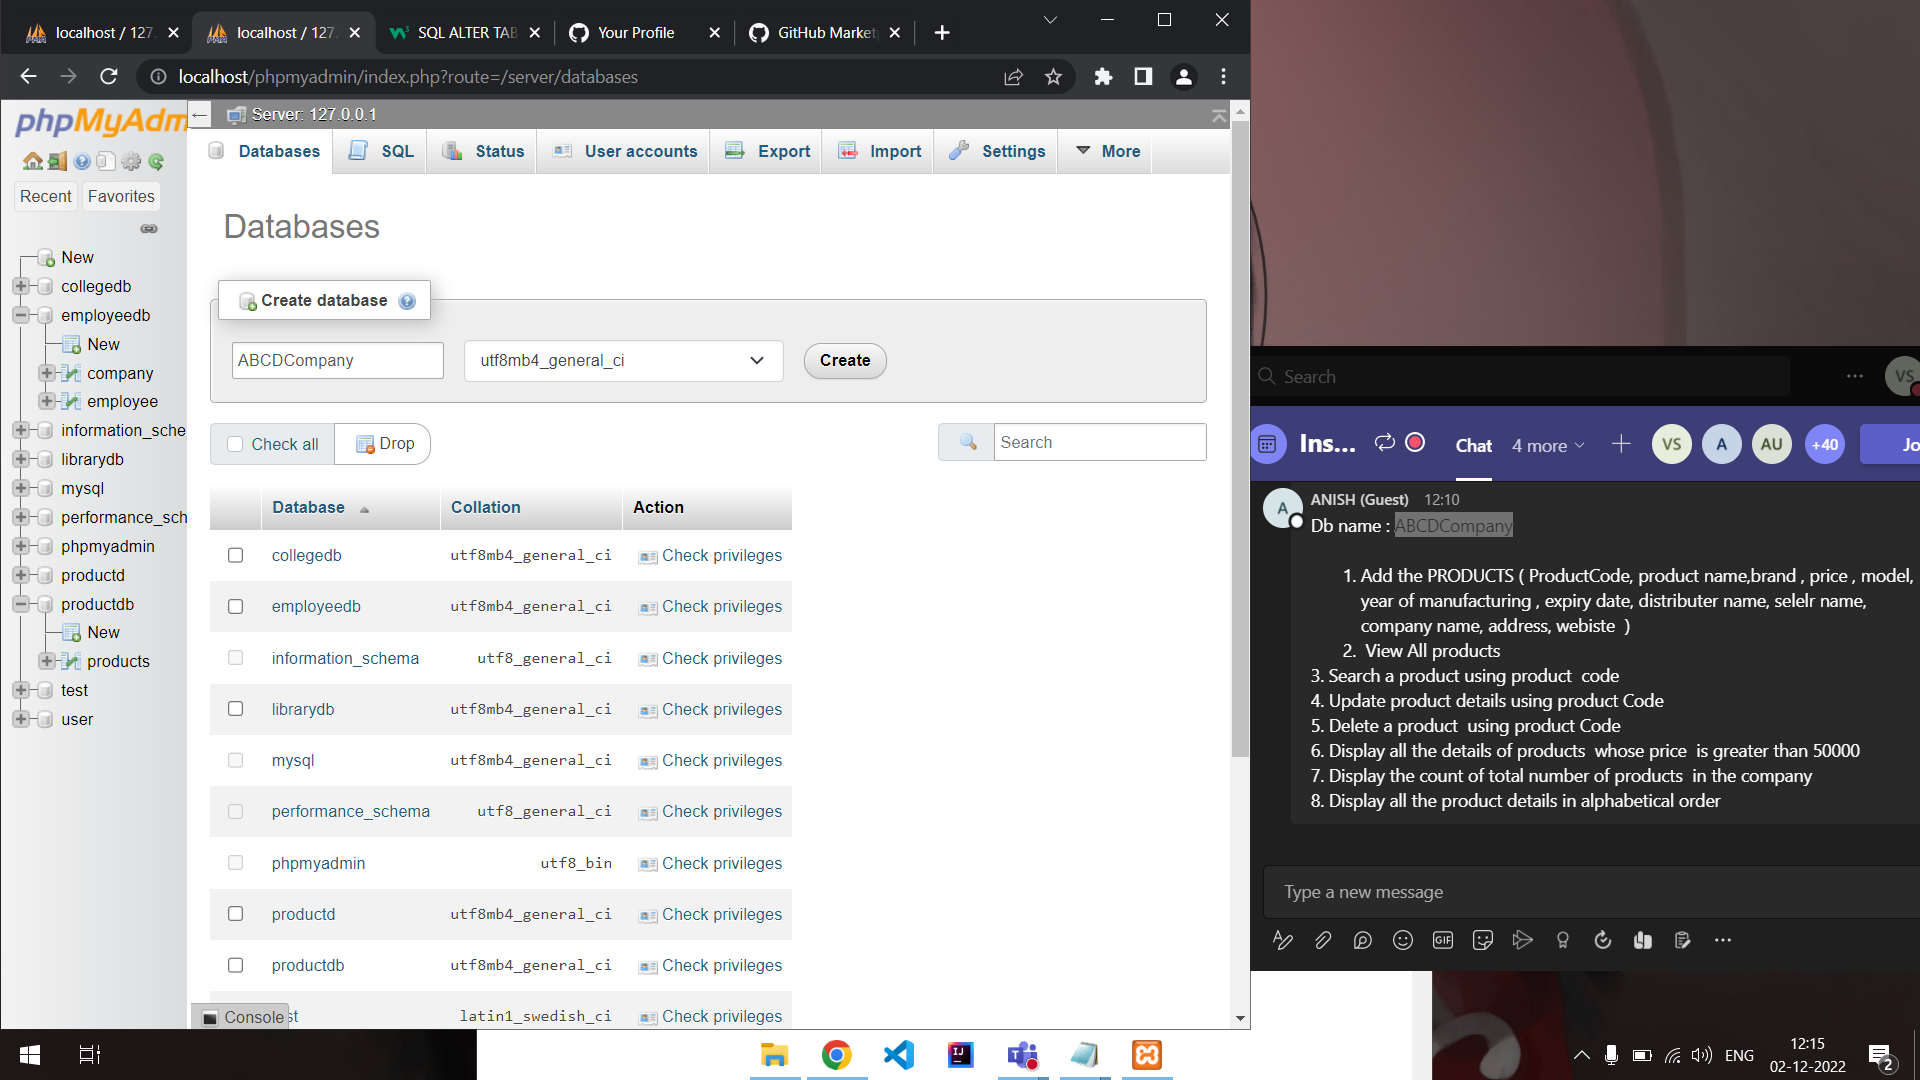 localhost / 127.
localhost / 127.
SQL ALTER TAB
Your Profile
GitHub Market
localhost/phpmyadmin/index.php?route=/server/databases
phpMyAdm
Server: 127.0.0.1
Databases
SQL
Status
User accounts
Export
Import
Settings
More
Recent
Favorites
New
collegedb
employeedb
New
company
employee
information_sche
librarydb
mysql
performance_sch
phpmyadmin
productd
productdb
New
products
test
user
Databases
Create database
ABCDCompany
utf8mb4_general_ci
Create
Check all
Drop
Search
Database
Collation
Action
collegedb utf8mb4_general_ci Check privileges
employeedb utf8mb4_general_ci Check privileges
information_schema utf8_general_ci Check privileges
librarydb utf8mb4_general_ci Check privileges
mysql utf8mb4_general_ci Check privileges
performance_schema utf8_general_ci Check privileges
phpmyadmin utf8_bin Check privileges
productd utf8mb4_general_ci Check privileges
productdb utf8mb4_general_ci Check privileges
st latin1_swedish_ci Check privileges
Console
Search
VS
Ins...
Chat
4 more
VS
A
AU
+40
Jo
A
ANISH (Guest) 12:10
Db name : ABCDCompany
1. Add the PRODUCTS ( ProductCode, product name,brand , price , model,
year of manufacturing , expiry date, distributer name, selelr name,
company name, address, webiste )
2. View All products
3. Search a product using product code
4. Update product details using product Code
5. Delete a product using product Code
6. Display all the details of products whose price is greater than 50000
7. Display the count of total number of products in the company
8. Display all the product details in alphabetical order
Type a new message
GIF
ENG
12:15
02-12-2022
2